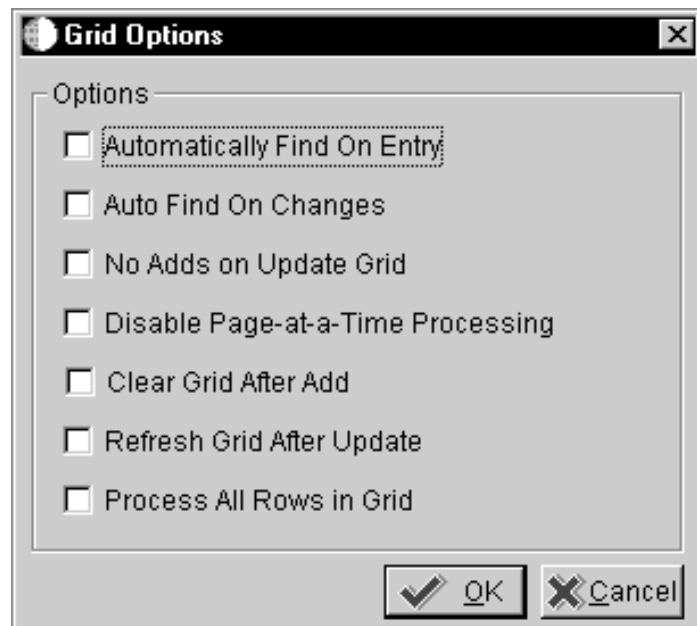 Grid Options
Options
Automatically Find On Entry
Auto Find On Changes
No Adds on Update Grid
Disable Page-at-a-Time Processing
Clear Grid After Add
Refresh Grid After Update
Process All Rows in Grid
OK Cancel